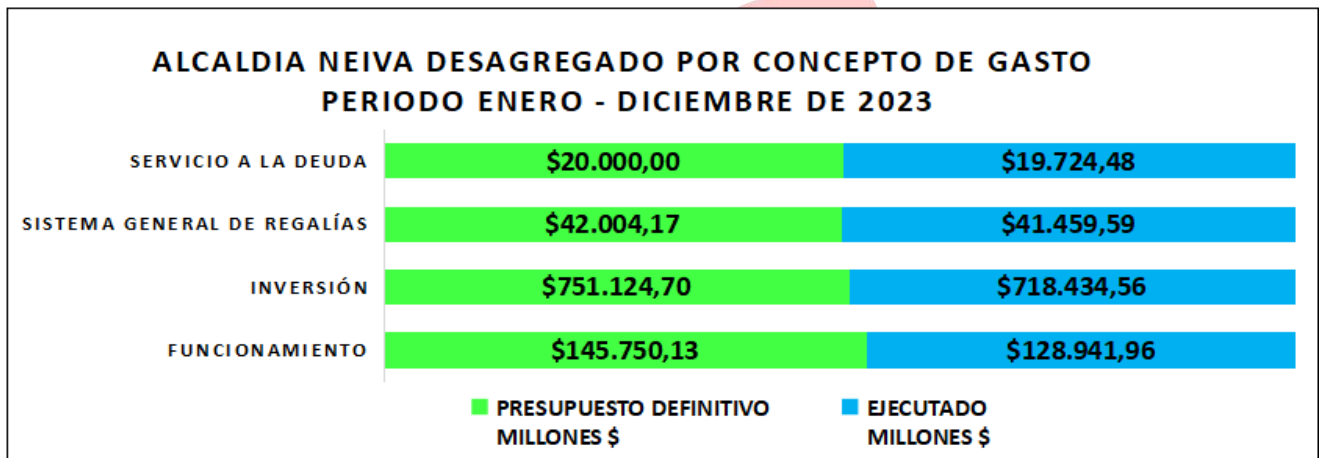 ALCALDIA NEIVA DESAGREGADO POR CONCEPTO DE GASTO
PERIODO ENERO - DICIEMBRE DE 2023
SERVICIO A LA DEUDA $20.000,00 $19.724,48
SISTEMA GENERAL DE REGALÍAS $42.004,17 $41.459,59
INVERSIÓN $751.124,70 $718.434,56
FUNCIONAMIENTO $145.750,13 $128.941,96
PRESUPUESTO DEFINITIVO
MILLONES $
EJECUTADO
MILLONES $